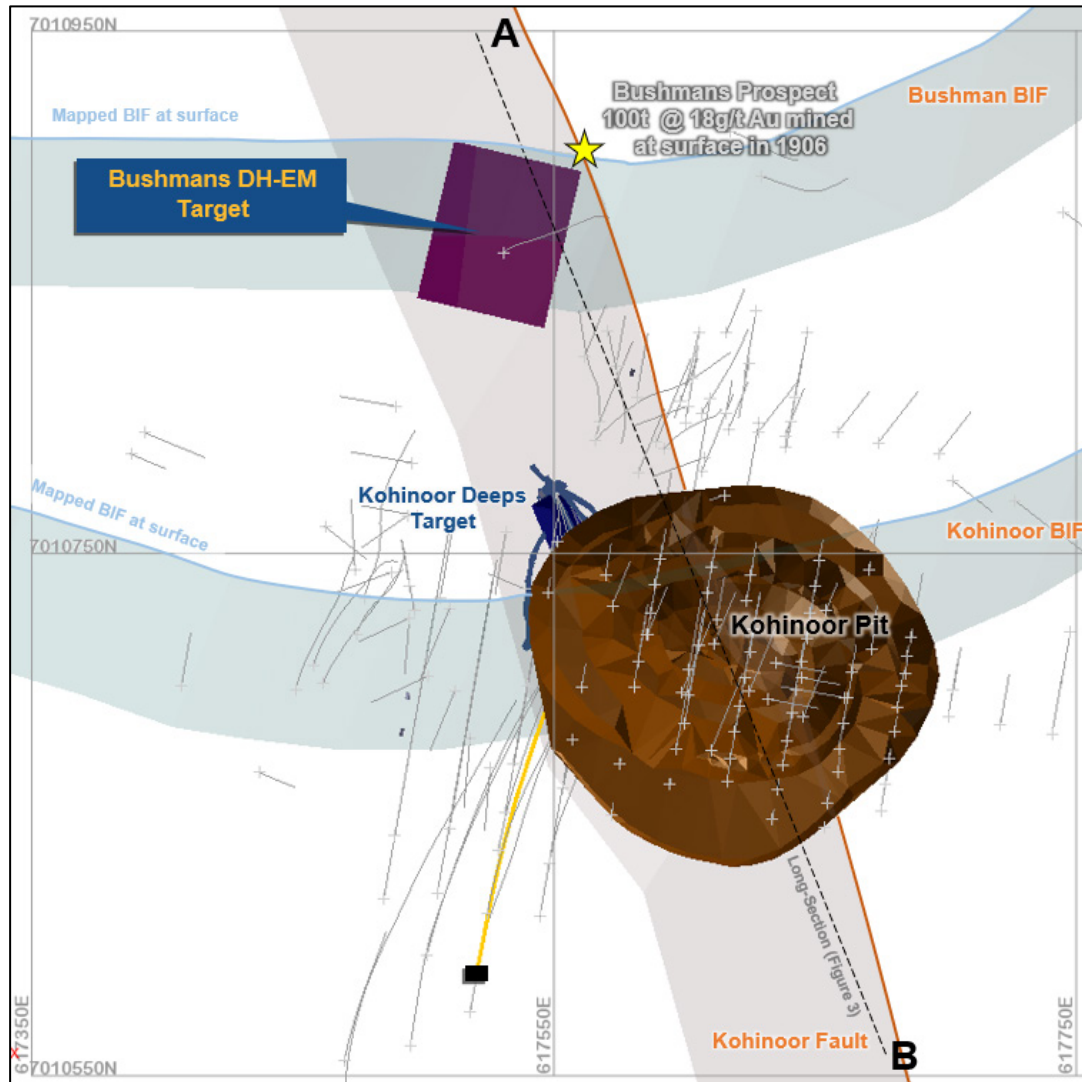 7010950N
A
Bushmans Prospect
100t @ 18g/t Au mined
at surface in 1906
Bushman BIF
Mapped BIF at surface
Bushmans DH-EM
Target
Kohinoor Deeps
Target
Mapped BIF at surface
Kohinoor BIF
7010750N
Kohinoor Pit
Long-Section (Figure 3)
617350E
617550E
617750E
Kohinoor Fault
B
7010550N